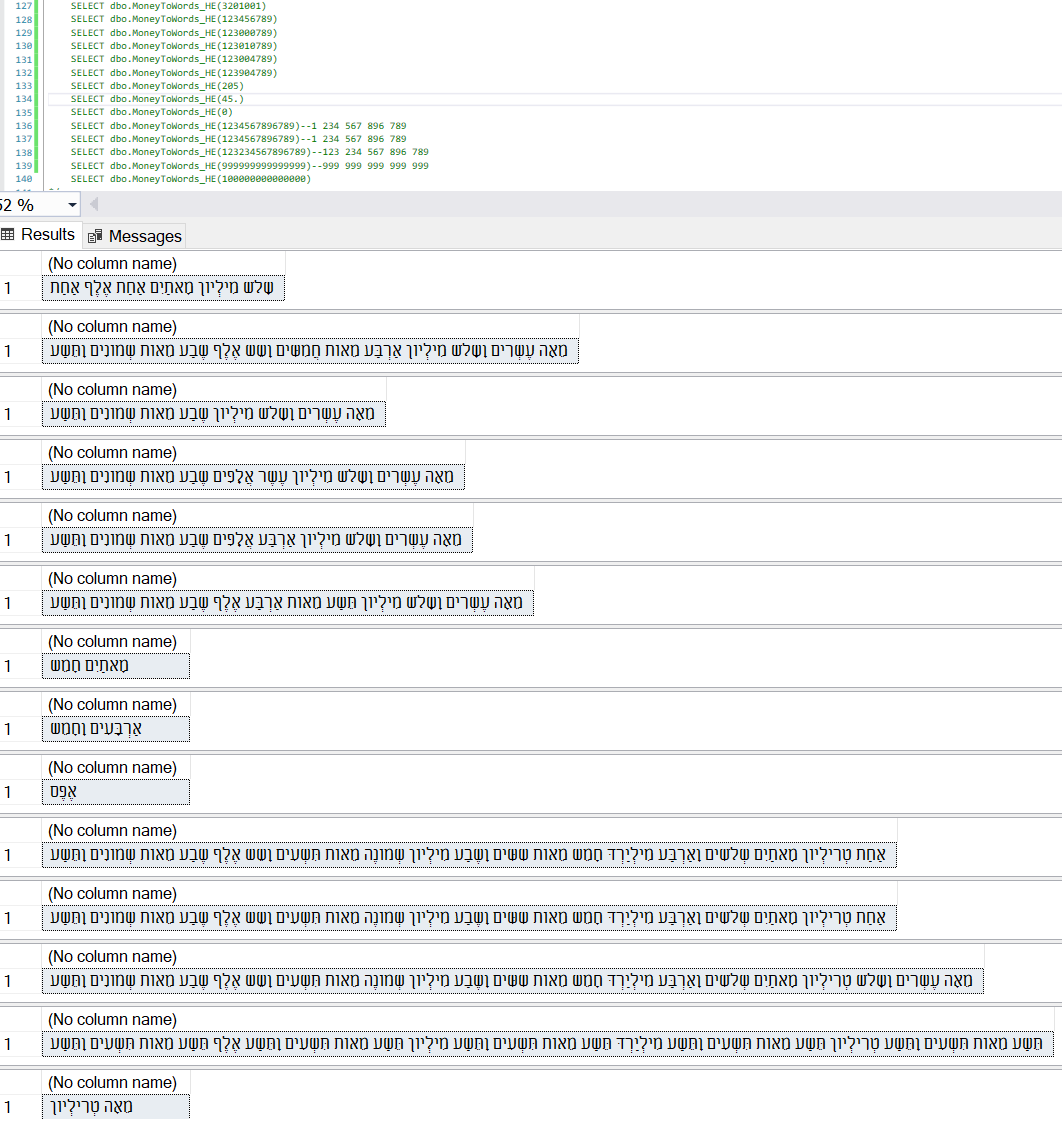 127 SELECT dbo.MoneyToWords_HE(3201001)
128 SELECT dbo.MoneyToWords_HE(123456789)
129 SELECT dbo.MoneyToWords_HE(123000789)
130 SELECT dbo.MoneyToWords_HE(123010789)
131 SELECT dbo.MoneyToWords_HE(123004789)
132 SELECT dbo.MoneyToWords_HE(123904789)
133 SELECT dbo.MoneyToWords_HE(205)
134 SELECT dbo.MoneyToWords_HE(45.)
135 SELECT dbo.MoneyToWords_HE(0)
136 SELECT dbo.MoneyToWords_HE(1234567896789)--1 234 567 896 789
137 SELECT dbo.MoneyToWords_HE(1234567896789)--1 234 567 896 789
138 SELECT dbo.MoneyToWords_HE(123234567896789)--123 234 567 896 789
139 SELECT dbo.MoneyToWords_HE(999999999999999)--999 999 999 999 999
140 SELECT dbo.MoneyToWords_HE(100000000000000)
52 %
Results Messages
(No column name)
1 שָׁלֹשׁ מִילְיוֹן מָאתַיִם אַחַת אֶלֶף אַחַת
(No column name)
1 מֵאָה עֶשְׂרִים וְשָׁלֹשׁ מִילְיוֹן אַרְבַּע מֵאוֹת חֲמִשִּׁים וְשֵׁשׁ אֶלֶף שֶׁבַע מֵאוֹת שְׁמוֹנִים וְתֵּשַׁע
(No column name)
1 מֵאָה עֶשְׂרִים וְשָׁלֹשׁ מִילְיוֹן שֶׁבַע מֵאוֹת שְׁמוֹנִים וְתֵּשַׁע
(No column name)
1 מֵאָה עֶשְׂרִים וְשָׁלֹשׁ מִילְיוֹן עֶשֶׂר אֲלָפִים שֶׁבַע מֵאוֹת שְׁמוֹנִים וְתֵּשַׁע
(No column name)
1 מֵאָה עֶשְׂרִים וְשָׁלֹשׁ מִילְיוֹן אַרְבַּע אֲלָפִים שֶׁבַע מֵאוֹת שְׁמוֹנִים וְתֵּשַׁע
(No column name)
1 מֵאָה עֶשְׂרִים וְשָׁלֹשׁ מִילְיוֹן תֵּשַׁע מֵאוֹת אַרְבַּע אֶלֶף שֶׁבַע מֵאוֹת שְׁמוֹנִים וְתֵּשַׁע
(No column name)
1 מָאתַיִם חָמֵשׁ
(No column name)
1 אַרְבָּעִים וְחָמֵשׁ
(No column name)
1 אֶפֶס
(No column name)
1 אַחַת טְרִילְיוֹן מָאתַיִם שְׁלֹשִׁים וְאַרְבַּע מִילְיַרְדּ חָמֵשׁ מֵאוֹת שִׁשִּׁים וְשֶׁבַע מִילְיוֹן שְׁמוֹנֶה מֵאוֹת תִּשְׁעִים וְשֵׁשׁ אֶלֶף שֶׁבַע מֵאוֹת שְׁמוֹנִים וְתֵּשַׁע
(No column name)
1 אַחַת טְרִילְיוֹן מָאתַיִם שְׁלֹשִׁים וְאַרְבַּע מִילְיַרְדּ חָמֵשׁ מֵאוֹת שִׁשִּׁים וְשֶׁבַע מִילְיוֹן שְׁמוֹנֶה מֵאוֹת תִּשְׁעִים וְשֵׁשׁ אֶלֶף שֶׁבַע מֵאוֹת שְׁמוֹנִים וְתֵּשַׁע
(No column name)
1 מֵאָה עֶשְׂרִים וְשָׁלֹשׁ טְרִילְיוֹן מָאתַיִם שְׁלֹשִׁים וְאַרְבַּע מִילְיַרְדּ חָמֵשׁ מֵאוֹת שִׁשִּׁים וְשֶׁבַע מִילְיוֹן שְׁמוֹנֶה מֵאוֹת תִּשְׁעִים וְשֵׁשׁ אֶלֶף שֶׁבַע מֵאוֹת שְׁמוֹנִים וְתֵּשַׁע
(No column name)
1 תֵּשַׁע מֵאוֹת תִּשְׁעִים וְתֵּשַׁע טְרִילְיוֹן תֵּשַׁע מֵאוֹת תִּשְׁעִים וְתֵּשַׁע מִילְיַרְדּ תֵּשַׁע מֵאוֹת תִּשְׁעִים וְתֵּשַׁע מִילְיוֹן תֵּשַׁע מֵאוֹת תִּשְׁעִים וְתֵּשַׁע אֶלֶף תֵּשַׁע מֵאוֹת תִּשְׁעִים וְתֵּשַׁע
(No column name)
1 מֵאָה טְרִילְיוֹן